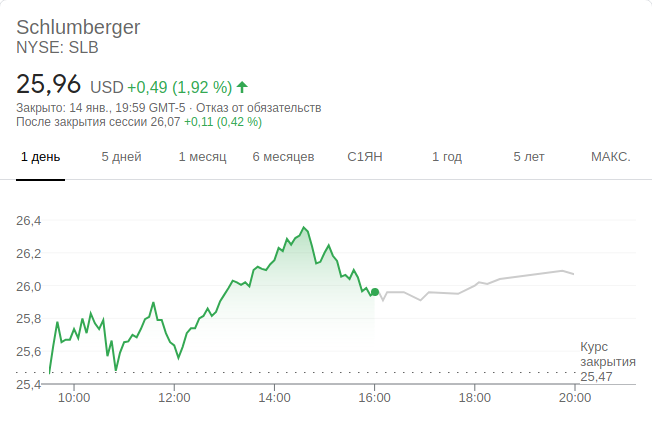 Schlumberger
NYSE: SLB
25,96 USD +0,49 (1,92 %)
Закрыто: 14 янв., 19:59 GMT-5 · Отказ от обязательств
После закрытия сессии 26,07 +0,11 (0,42 %)
1 день 5 дней 1 месяц 6 месяцев С1ЯН 1 год 5 лет МАКС.
26,4
26,2
26,0
25,8
25,6
25,4
Курс
закрытия
25,47
10:00 12:00 14:00 16:00 18:00 20:00